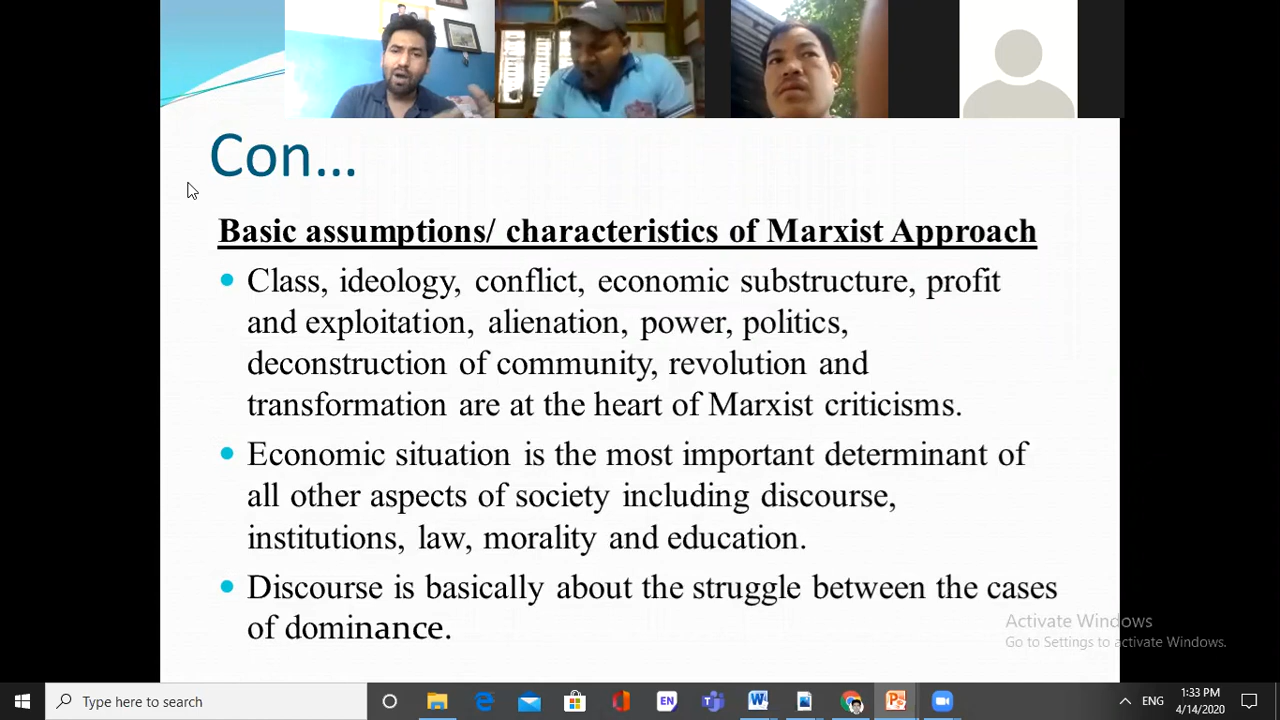 Con...
Basic assumptions/ characteristics of Marxist Approach
Class, ideology, conflict, economic substructure, profit
and exploitation, alienation, power, politics,
deconstruction of community, revolution and
transformation are at the heart of Marxist criticisms.
Economic situation is the most important determinant of
all other aspects of society including discourse,
institutions, law, morality and education.
Discourse is basically about the struggle between the cases
of dominance.
Activate Windows
Go to Settings to activate Windows.
Type here to search
EN
ENG
1:33 PM
4/14/2020